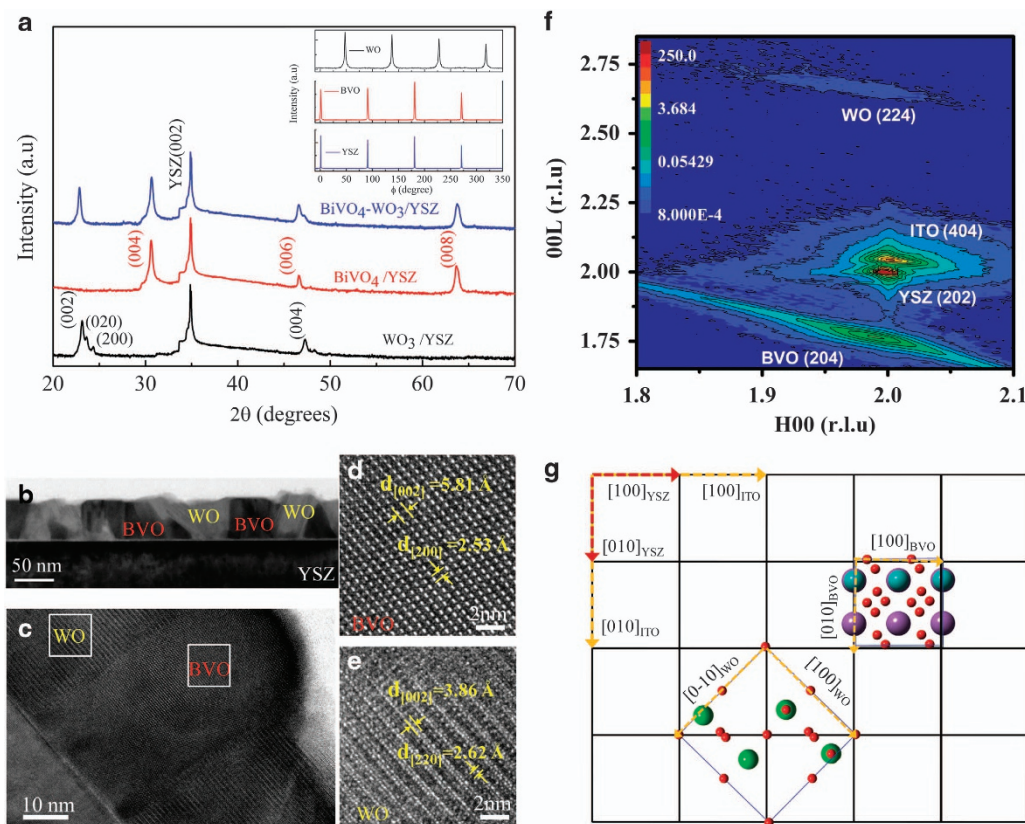 a
Intensity (a.u)
YSZ(002)
BiVO4-WO3/YSZ
(004)
(006)
(008)
BiVO4/YSZ
(002)
(020)
(200)
(004)
WO3/YSZ
20 30 40 50 60 70
2θ (degrees)
Intensity (a.u)
WO
BVO
YSZ
0 50 100 150 200 250 300 350
ϕ (degree)
f
00L (r.l.u)
2.75
2.50
2.25
2.00
1.75
250.0
3.684
0.05429
8.000E-4
WO (224)
ITO (404)
YSZ (202)
BVO (204)
1.8 1.9 2.0 2.1
H00 (r.l.u)
b
BVO WO BVO WO
50 nm
YSZ
c
WO
BVO
10 nm
d
d[002]=5.81 Å
d[200]=2.53
BVO
2nm
e
d[002]=3.86 Å
d[220]=2.62 Å
WO
2nm
g
[100]YSZ [100]ITO
[010]YSZ
[010]ITO
[100]BVO
[010]BVO
[0-10]WO
[100]WO